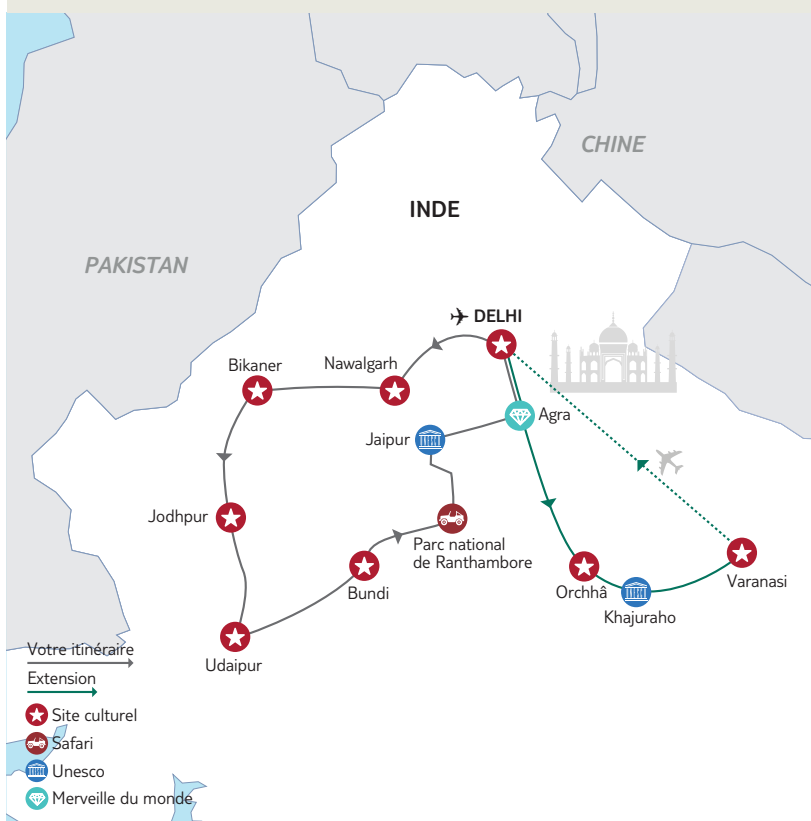 CHINE
INDE
PAKISTAN
DELHI
Bikaner
Nawalgarh
Agra
Jaipur
Jodhpur
Parc national
de Ranthambore
Bundi
Orchhâ
Varanasi
Khajuraho
Udaipur
Votre itinéraire
Extension
Site culturel
Safari
Unesco
Merveille du monde